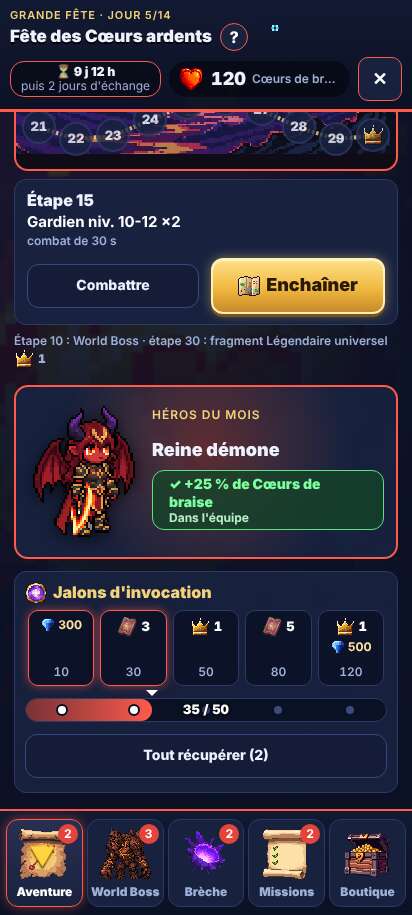 GRANDE FÊTE · JOUR 5/14
Fête des Cœurs ardents
?
9 j 12 h
puis 2 jours d'échange
120 Cœurs de br...
×
21
22
23
24
28
29
Étape 15
Gardien niv. 10-12 ×2
combat de 30 s
Combattre
Enchaîner
Étape 10 : World Boss · étape 30 : fragment Légendaire universel
1
HÉROS DU MOIS
Reine démone
✓ +25 % de Cœurs de
braise
Dans l'équipe
Jalons d'invocation
300
3
1
5
1
500
10
30
50
80
120
35 / 50
Tout récupérer (2)
2
3
2
2
Aventure
World Boss
Brèche
Missions
Boutique